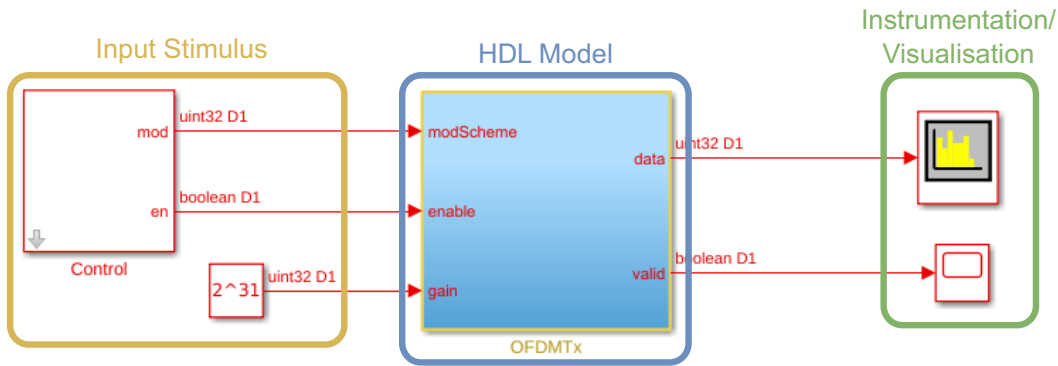 Input Stimulus
HDL Model
Instrumentation/
Visualisation
mod
uint32 D1
en
boolean D1
Control
2^31
uint32 D1
modScheme
enable
gain
data
valid
OFDMTx
uint32 D1
boolean D1